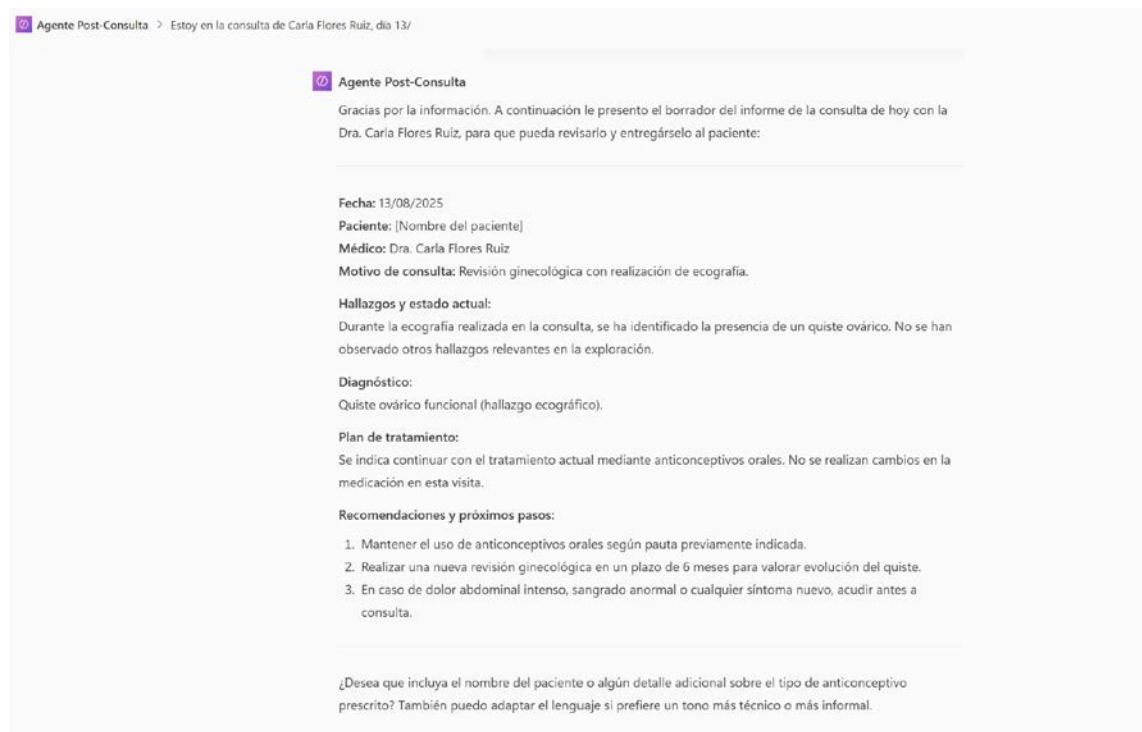 Agente Post-Consulta > Estoy en la consulta de Carla Flores Ruiz, día 13/
Agente Post-Consulta
Gracias por la información. A continuación le presento el borrador del informe de la consulta de hoy con la
Dra. Carla Flores Ruiz, para que pueda revisarlo y entregárselo al paciente:
Fecha: 13/08/2025
Paciente: [Nombre del paciente]
Médico: Dra. Carla Flores Ruiz
Motivo de consulta: Revisión ginecológica con realización de ecografía.
Hallazgos y estado actual:
Durante la ecografía realizada en la consulta, se ha identificado la presencia de un quiste ovárico. No se han
observado otros hallazgos relevantes en la exploración.
Diagnóstico:
Quiste ovárico funcional (hallazgo ecográfico).
Plan de tratamiento:
Se indica continuar con el tratamiento actual mediante anticonceptivos orales. No se realizan cambios en la
medicación en esta visita.
Recomendaciones y próximos pasos:
1. Mantener el uso de anticonceptivos orales según pauta previamente indicada.
2. Realizar una nueva revisión ginecológica en un plazo de 6 meses para valorar evolución del quiste.
3. En caso de dolor abdominal intenso, sangrado anormal o cualquier síntoma nuevo, acudir antes a
consulta.
¿Desea que incluya el nombre del paciente o algún detalle adicional sobre el tipo de anticonceptivo
prescrito? También puedo adaptar el lenguaje si prefiere un tono más técnico o más informal.